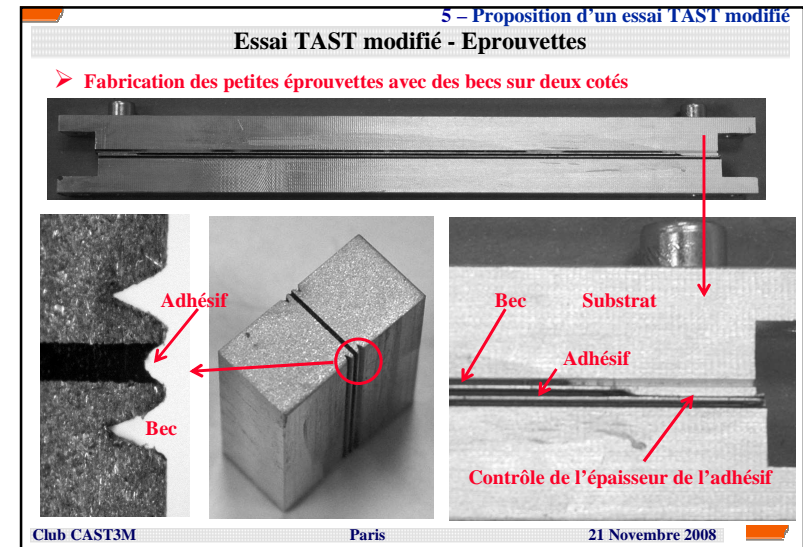 5 – Proposition d'un essai TAST modifié
Essai TAST modifié - Eprouvettes
➢ Fabrication des petites éprouvettes avec des becs sur deux cotés
Adhésif
Bec
Bec
Substrat
Adhésif
Contrôle de l'épaisseur de l'adhésif
Club CAST3M
Paris
21 Novembre 2008